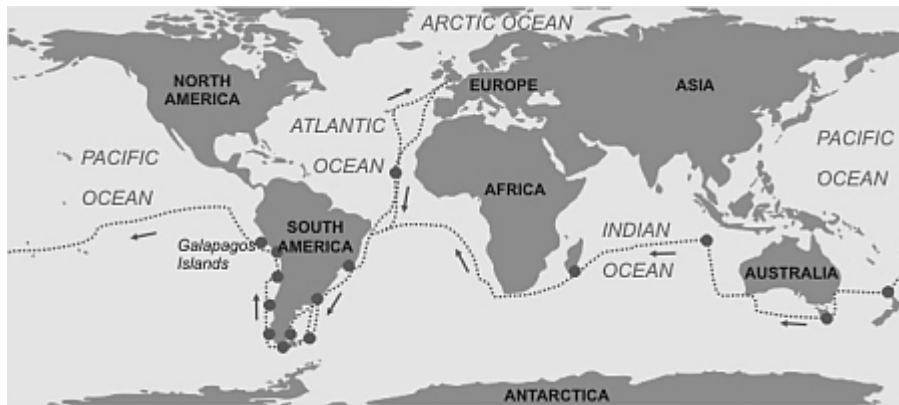 ARCTIC OCEAN
NORTH
AMERICA
EUROPE
ASIA
ATLANTIC
OCEAN
PACIFIC
OCEAN
PACIFIC
OCEAN
AFRICA
SOUTH
AMERICA
Galapagos
Islands
INDIAN
OCEAN
AUSTRALIA
ANTARCTICA